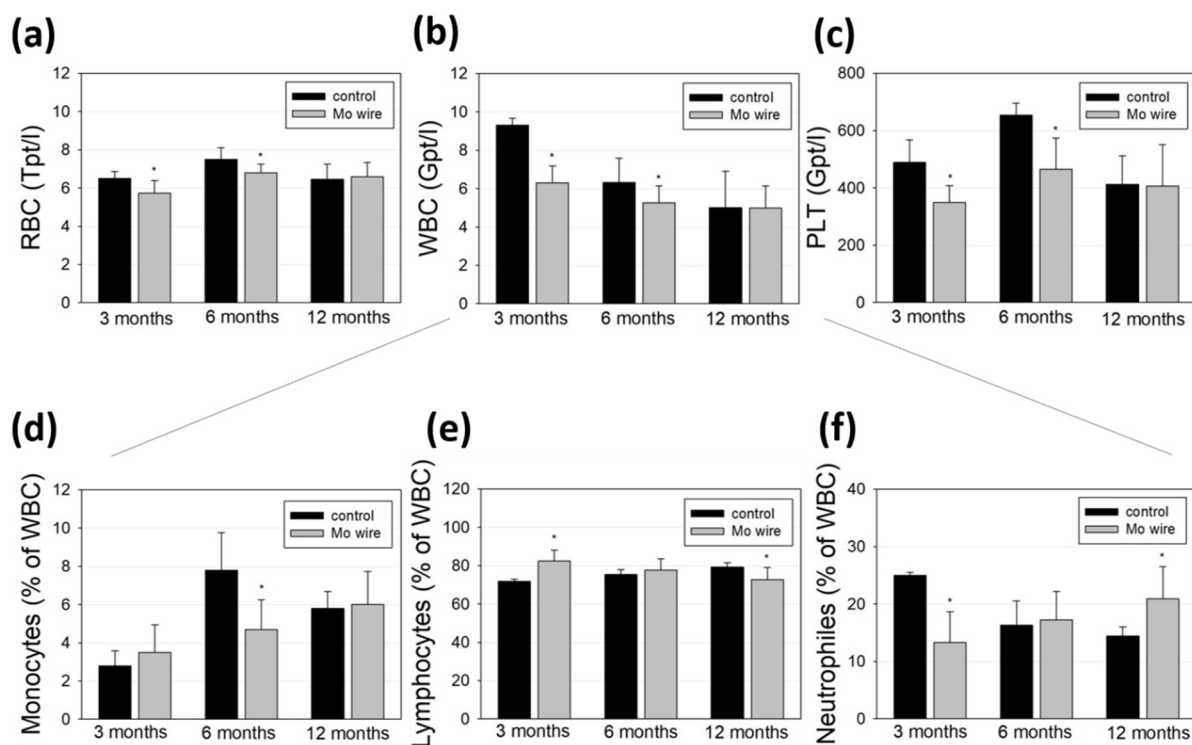 (a)
RBC (Tpt/l)
12
10
8
6
4
2
0
control
Mo wire
*
*
3 months
6 months
12 months
(b)
WBC (Gpt/l)
12
10
8
6
4
2
0
control
Mo wire
*
*
3 months
6 months
12 months
(c)
PLT (Gpt/l)
800
600
400
200
0
control
Mo wire
*
*
3 months
6 months
12 months
(d)
Monocytes (% of WBC)
12
10
8
6
4
2
0
control
Mo wire
*
3 months
6 months
12 months
(e)
Lymphocytes (% of WBC)
120
100
80
60
40
20
0
control
Mo wire
*
*
3 months
6 months
12 months
(f)
Neutrophiles (% of WBC)
40
30
20
10
0
control
Mo wire
*
*
3 months
6 months
12 months